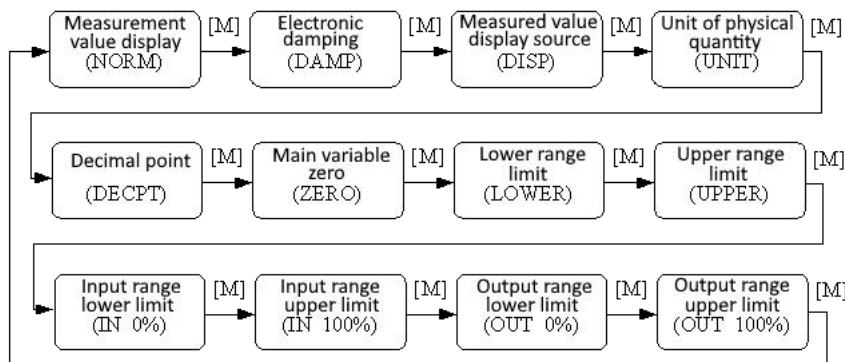 Measurement
value display
(NORM)
[M]
Electronic
damping
(DAMP)
[M]
Measured value
display source
(DISP)
[M]
Unit of physical
quantity
(UNIT)
[M]
Decimal point
(DECPT)
[M]
Main variable
zero
(ZERO)
[M]
Lower range
limit
(LOWER)
[M]
Upper range
limit
(UPPER)
[M]
Input range
lower limit
(IN 0%)
[M]
Input range
upper limit
(IN 100%)
[M]
Output range
lower limit
(OUT 0%)
[M]
Output range
upper limit
(OUT 100%)
[M]